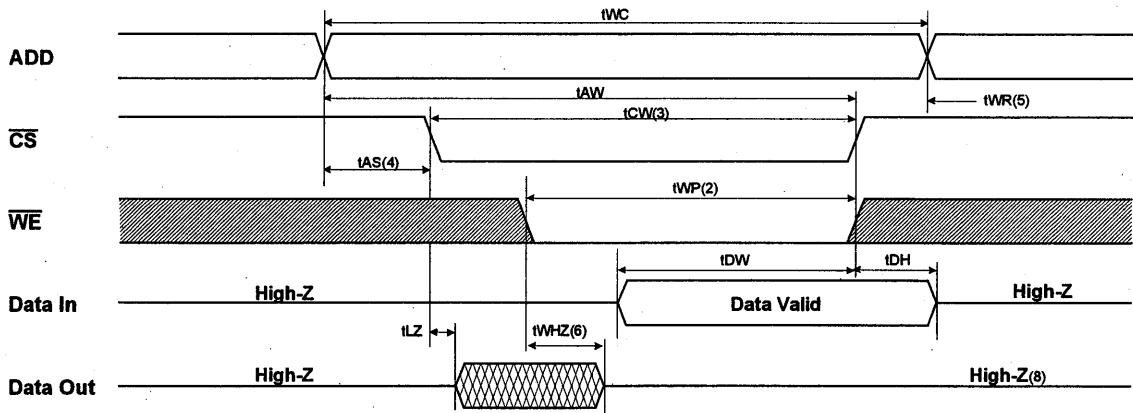 tWC
ADD
tAW
tWR(5)
tCW(3)
CS
tAS(4)
tWP(2)
WE
tDW
tDH
High-Z
High-Z
Data In
Data Valid
tLZ
tWHZ(6)
High-Z
High-Z(8)
Data Out